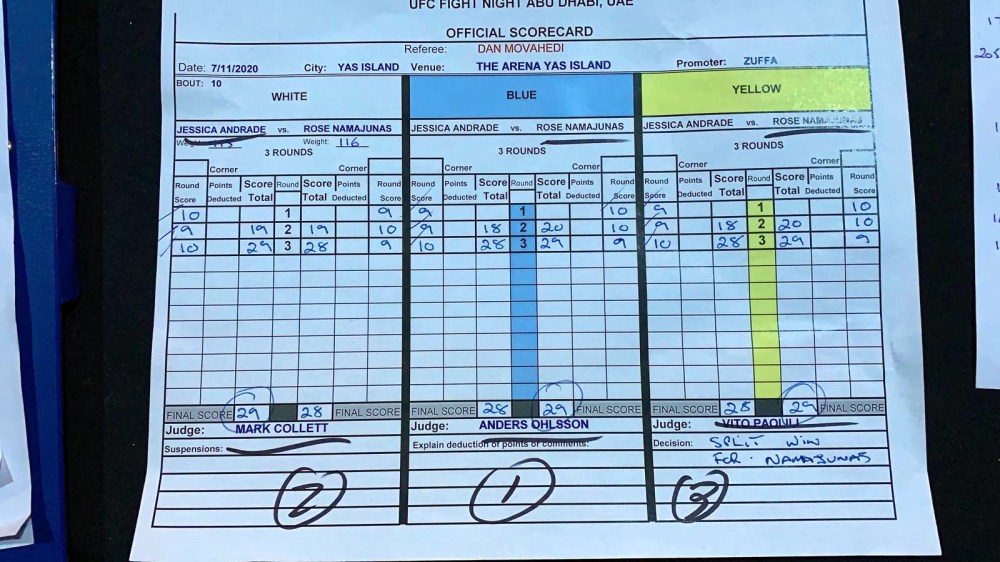 UFC FIGHT NIGHT ABU DHABI, UAE
OFFICIAL SCORECARD
Referee: DAN MOVAHEDI
Date: 7/11/2020 City: YAS ISLAND Venue: THE ARENA YAS ISLAND Promoter: ZUFFA
BOUT: 10
WHITE BLUE YELLOW
JESSICA ANDRADE vs. ROSE NAMAJUNAS JESSICA ANDRADE vs. ROSE NAMAJUNAS JESSICA ANDRADE vs. ROSE NAMAJUNAS
Weight: 116
3 ROUNDS 3 ROUNDS 3 ROUNDS
Corner Corner Corner Corner Corner Corner
Round Points Score Round Score Points Round Round Points Score Round Score Points Round Round Points Score Round Score Points Round
Score Deducted Total Total Deducted Score Score Deducted Total Total Deducted Score Score Deducted Total Total Deducted Score
10 1 9 9 1 10 9 1 10
9 19 2 19 10 9 18 2 20 10 9 18 2 20 10
10 29 3 28 9 10 28 3 29 9 10 28 3 29 9
FINAL SCORE 29 28 FINAL SCORE FINAL SCORE 28 29 FINAL SCORE FINAL SCORE 28 29 FINAL SCORE
Judge: MARK COLLETT Judge: ANDERS OHLSSON Judge: VITO PAOLILLI
Suspensions: Explain deduction of points or comments: Decision: SPLIT WIN
FOR . NAMAJUNAS
2 1 3
205